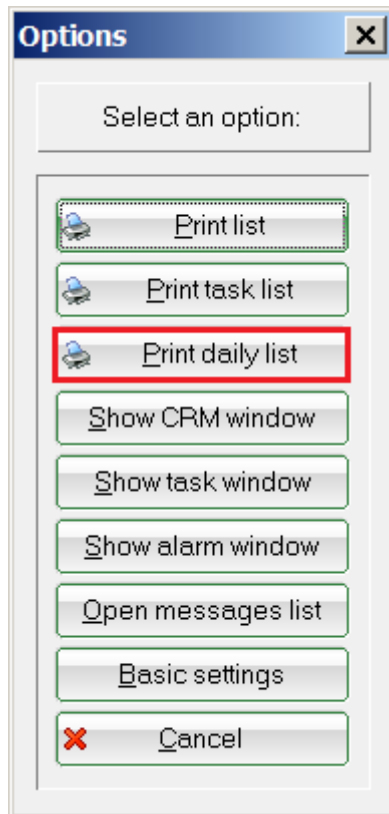 Options
Select an option:
Print list
Print task list
Print daily list
Show CRM window
Show task window
Show alarm window
Open messages list
Basic settings
Cancel